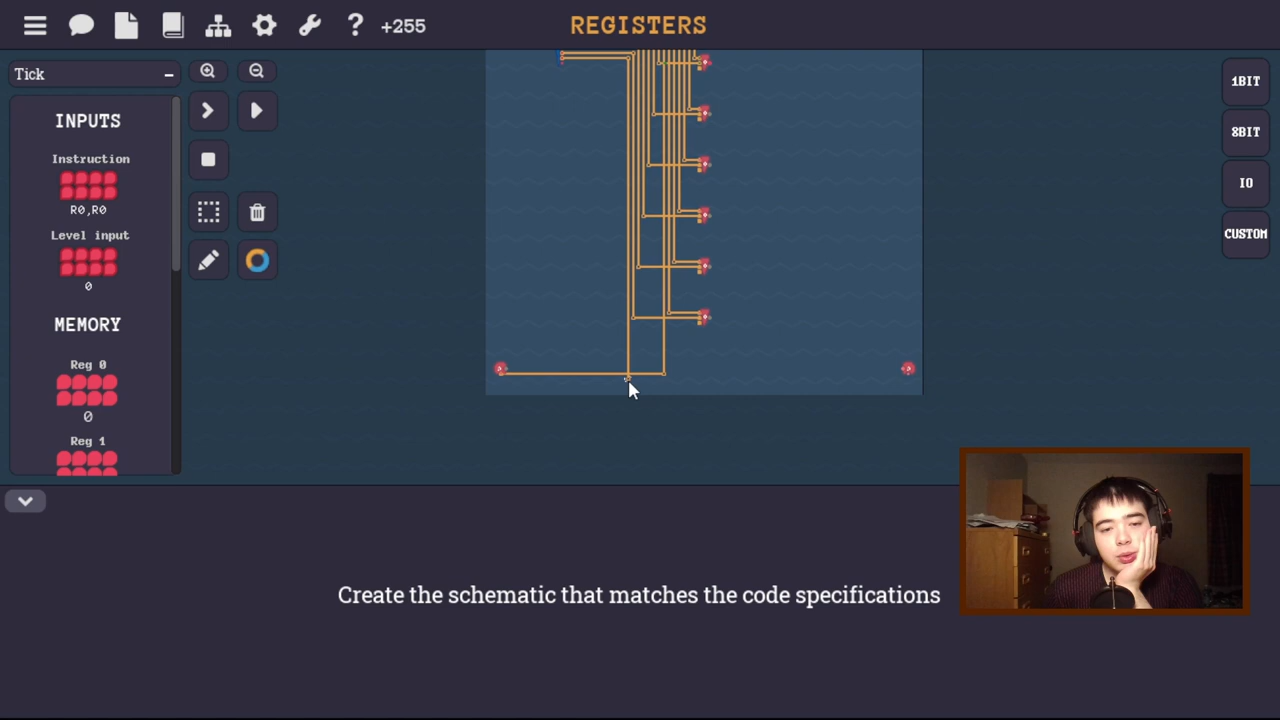 +255
REGISTERS
Tick
INPUTS
Instruction
R0,R0
Level input
0
MEMORY
Reg 0
0
Reg 1
1BIT
8BIT
IO
CUSTOM
Create the schematic that matches the code specifications